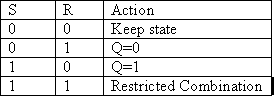 S R Action
0 0 Keep state
0 1 Q=0
1 0 Q=1
1 1 Restricted Combination